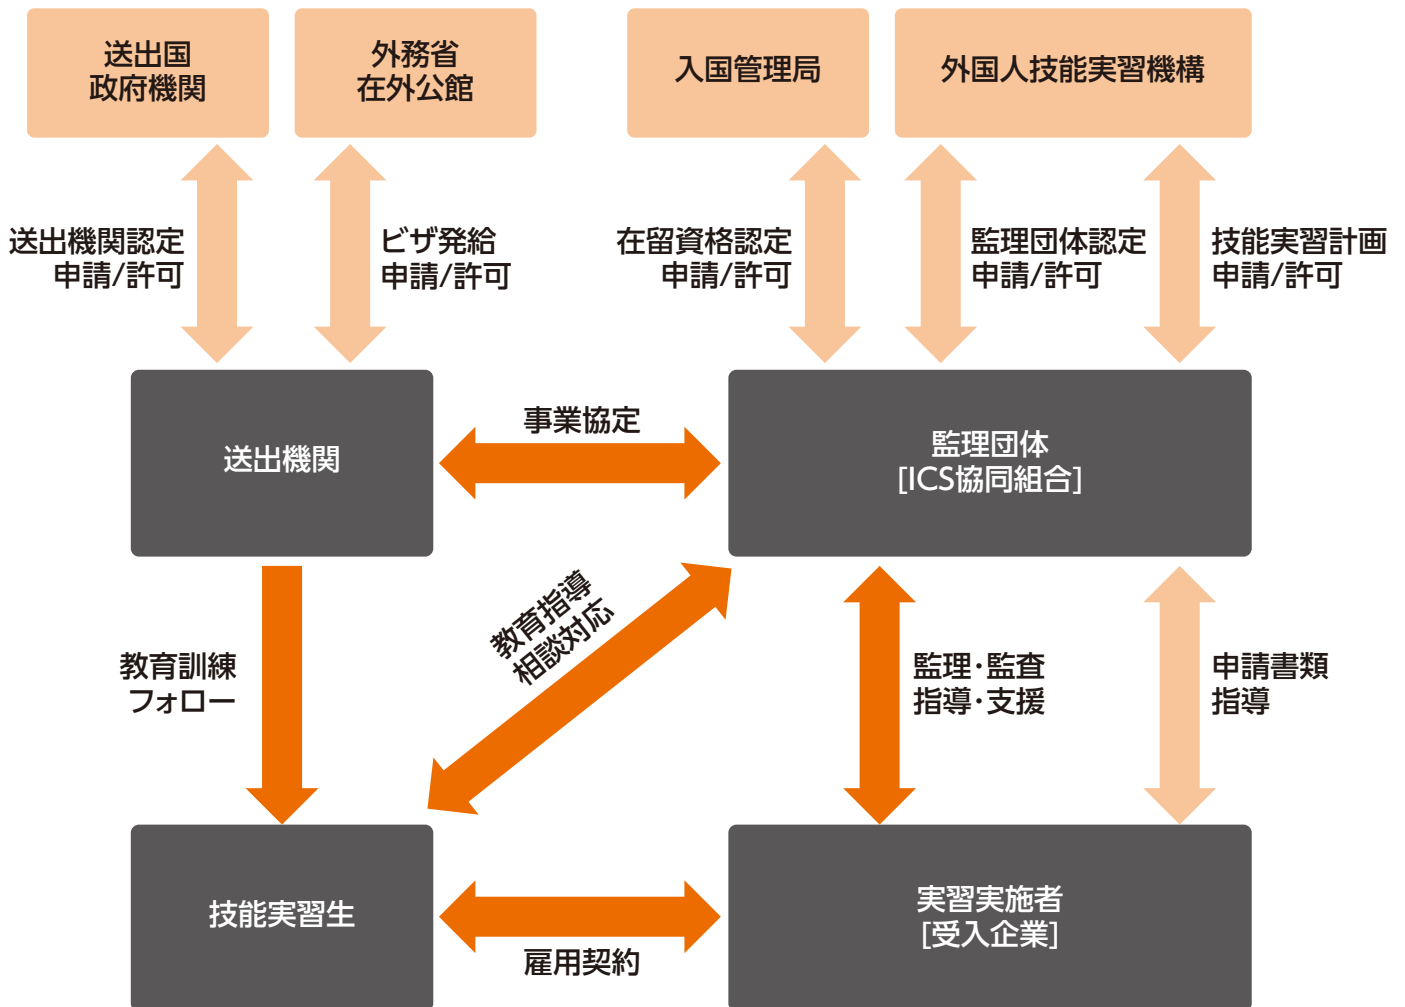 送出国
政府機関
外務省
在外公館
入国管理局
外国人技能実習機構
送出機関認定
申請/許可
ビザ発給
申請/許可
在留資格認定
申請/許可
監理団体認定
申請/許可
技能実習計画
申請/許可
送出機関
事業協定
監理団体
[ICS協同組合]
教育訓練
フォロー
教育指導
相談対応
監理・監査
指導・支援
申請書類
指導
技能実習生
雇用契約
実習実施者
[受入企業]